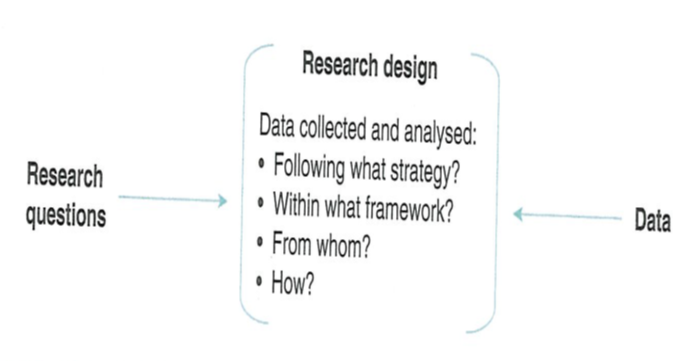 Research design
Data collected and analysed:
• Following what strategy?
• Within what framework?
• From whom?
• How?
Research
questions
Data